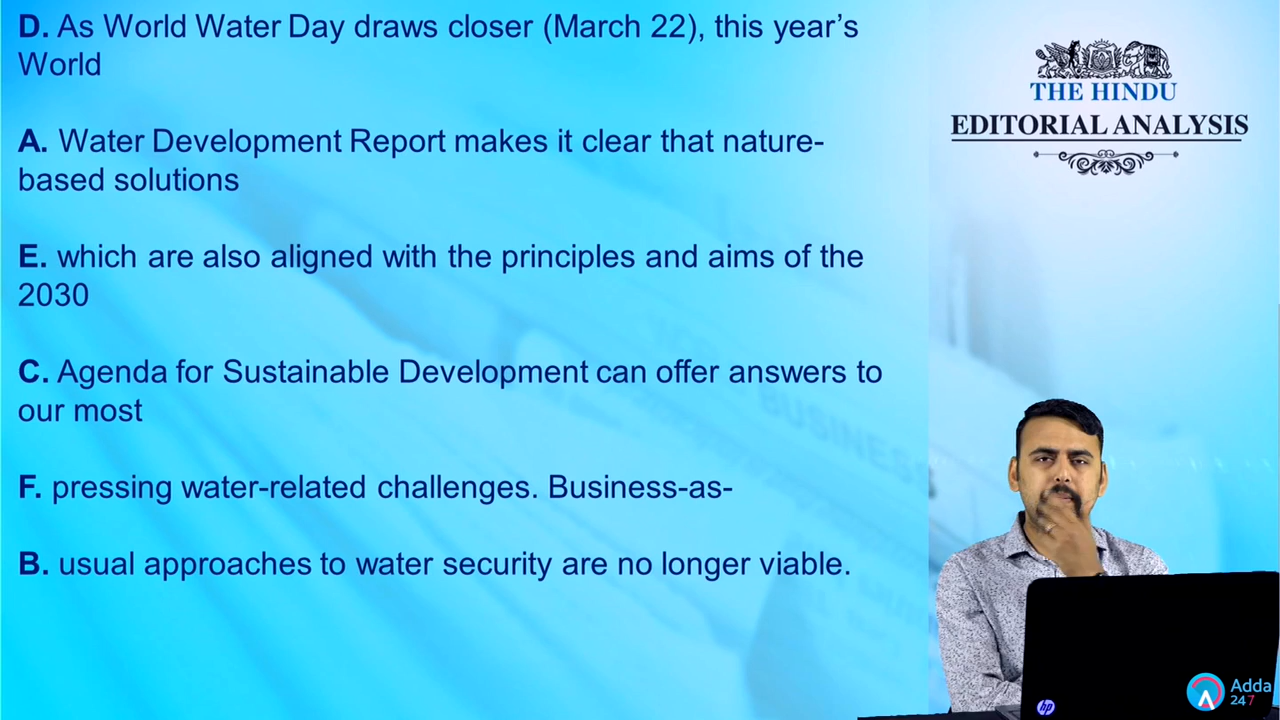 D. As World Water Day draws closer (March 22), this year’s
World
A. Water Development Report makes it clear that nature-
based solutions
E. which are also aligned with the principles and aims of the
2030
C. Agenda for Sustainable Development can offer answers to
our most
F. pressing water-related challenges. Business-as-
B. usual approaches to water security are no longer viable.
THE HINDU
EDITORIAL ANALYSIS
BUSINESS
hp
Adda
247